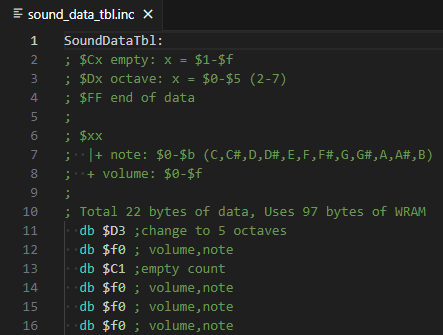 sound_data_tbl.inc
1 SoundDataTbl:
2 ; $Cx empty: x = $1-$f
3 ; $Dx octave: x = $0-$5 (2-7)
4 ; $FF end of data
5 ;
6 ; $xx
7 ;  |+ note: $0-$b (C,C#,D,D#,E,F,F#,G,G#,A,A#,B)
8 ;  + volume: $0-$f
9 ;
10 ; Total 22 bytes of data, Uses 97 bytes of WRAM
11   db $D3 ;change to 5 octaves
12   db $f0 ; volume,note
13   db $C1 ;empty count
14   db $f0 ; volume,note
15   db $f0 ; volume,note
16   db $f0 ; volume,note